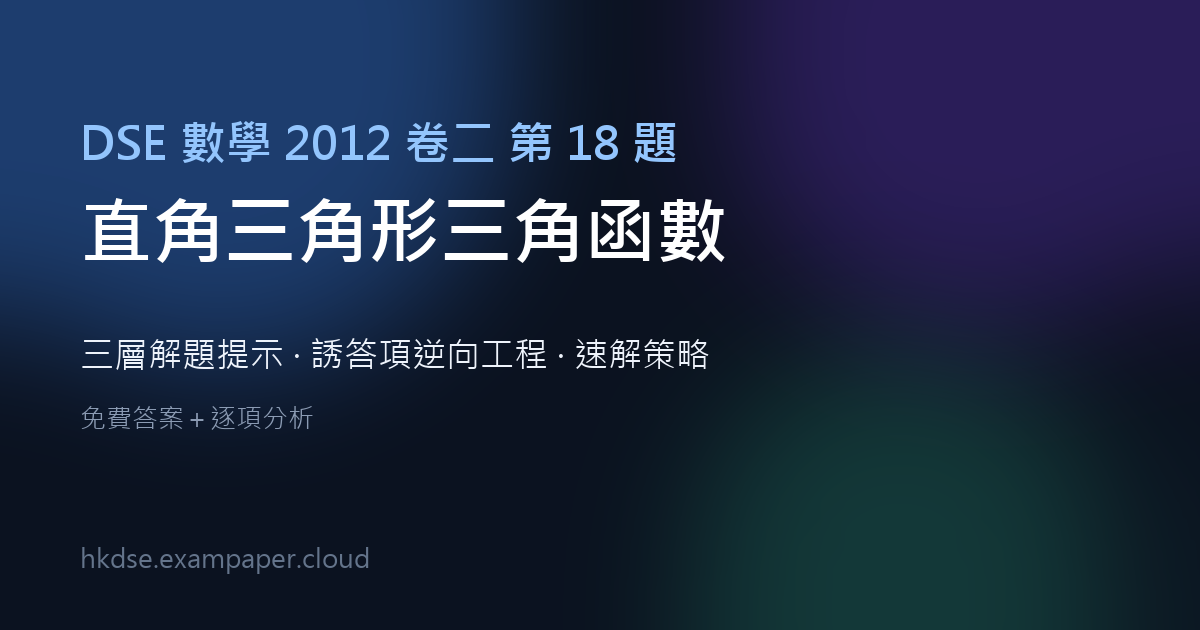 DSE 數學 2012 卷二 第 18 題
直角三角形三角函數
三層解題提示 · 誘答項逆向工程 · 速解策略
免費答案 + 逐項分析
hkdse.exampaper.cloud